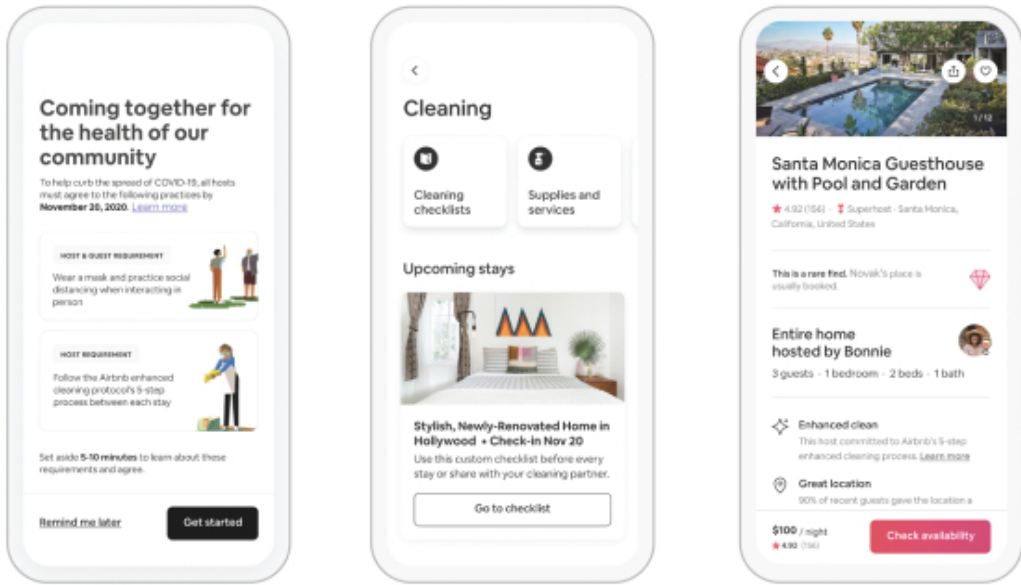 Coming together for
the health of our
community
To help curb the spread of COVID-19, all hosts
must agree to the following practices by
November 20, 2020. Learn more
HOST & GUEST REQUIREMENT
Wear a mask and practice social
distancing when interacting in
person
HOST REQUIREMENT
Follow the Airbnb enhanced
cleaning protocol's 5-step
process between each stay
Set aside 5-10 minutes to learn about these
requirements and agree.
Remind me later
Get started
Cleaning
Cleaning
checklists
Supplies and
services
Upcoming stays
Stylish, Newly-Renovated Home in
Hollywood + Check-in Nov 20
Use this custom checklist before every
stay or share with your cleaning partner.
Go to checklist
1 / 12
Santa Monica Guesthouse
with Pool and Garden
4.92 (156) · Superhost · Santa Monica,
California, United States
This is a rare find. Novak's place is
usually booked.
Entire home
hosted by Bonnie
3 guests · 1 bedroom · 2 beds · 1 bath
Enhanced clean
This host committed to Airbnb's 5-step
enhanced cleaning process. Learn more
Great location
90% of recent guests gave the location a
$100 / night
4.92 (156)
Check availability